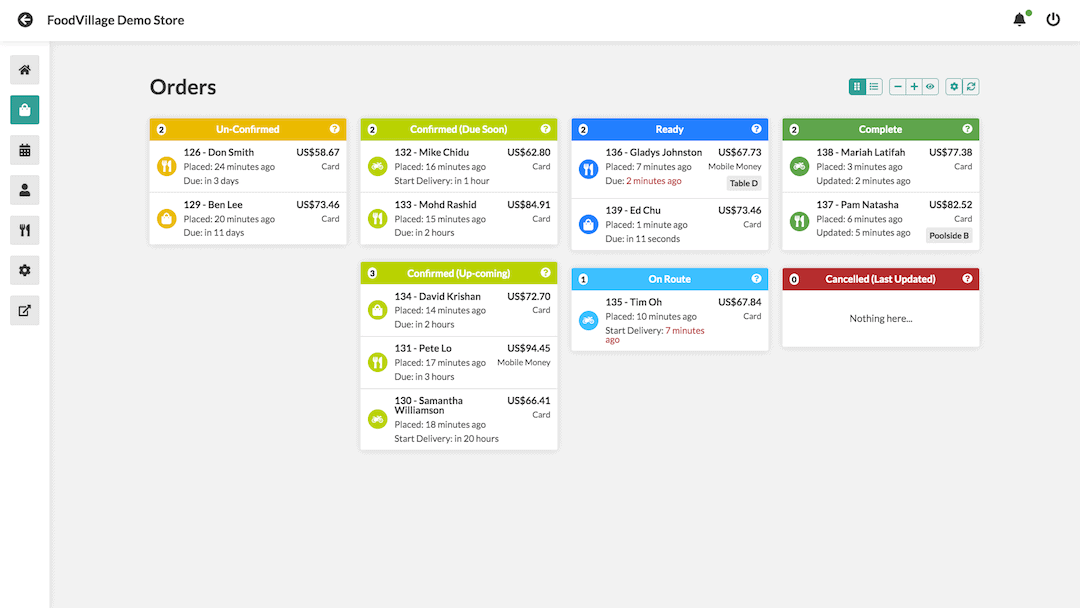 FoodVillage Demo Store
Orders
2 Un-Confirmed ?
126 - Don Smith US$58.67
Placed: 24 minutes ago Card
Due: in 3 days
129 - Ben Lee US$73.46
Placed: 20 minutes ago Card
Due: in 11 days
2 Confirmed (Due Soon) ?
132 - Mike Chidu US$62.80
Placed: 16 minutes ago Card
Start Delivery: in 1 hour
133 - Mohd Rashid US$84.91
Placed: 15 minutes ago Card
Due: in 2 hours
3 Confirmed (Up-coming) ?
134 - David Krishan US$72.70
Placed: 14 minutes ago Card
Due: in 2 hours
131 - Pete Lo US$94.45
Placed: 17 minutes ago Mobile Money
Due: in 3 hours
130 - Samantha US$66.41
Williamson Card
Placed: 18 minutes ago
Start Delivery: in 20 hours
2 Ready ?
136 - Gladys Johnston US$67.73
Placed: 7 minutes ago Mobile Money
Due: 2 minutes ago Table D
139 - Ed Chu US$73.46
Placed: 1 minute ago Card
Due: in 11 seconds
1 On Route ?
135 - Tim Oh US$67.84
Placed: 10 minutes ago Card
Start Delivery: 7 minutes
ago
2 Complete ?
138 - Mariah Latifah US$77.38
Placed: 3 minutes ago Card
Updated: 2 minutes ago
137 - Pam Natasha US$82.52
Placed: 6 minutes ago Card
Updated: 5 minutes ago Poolside B
0 Cancelled (Last Updated) ?
Nothing here...